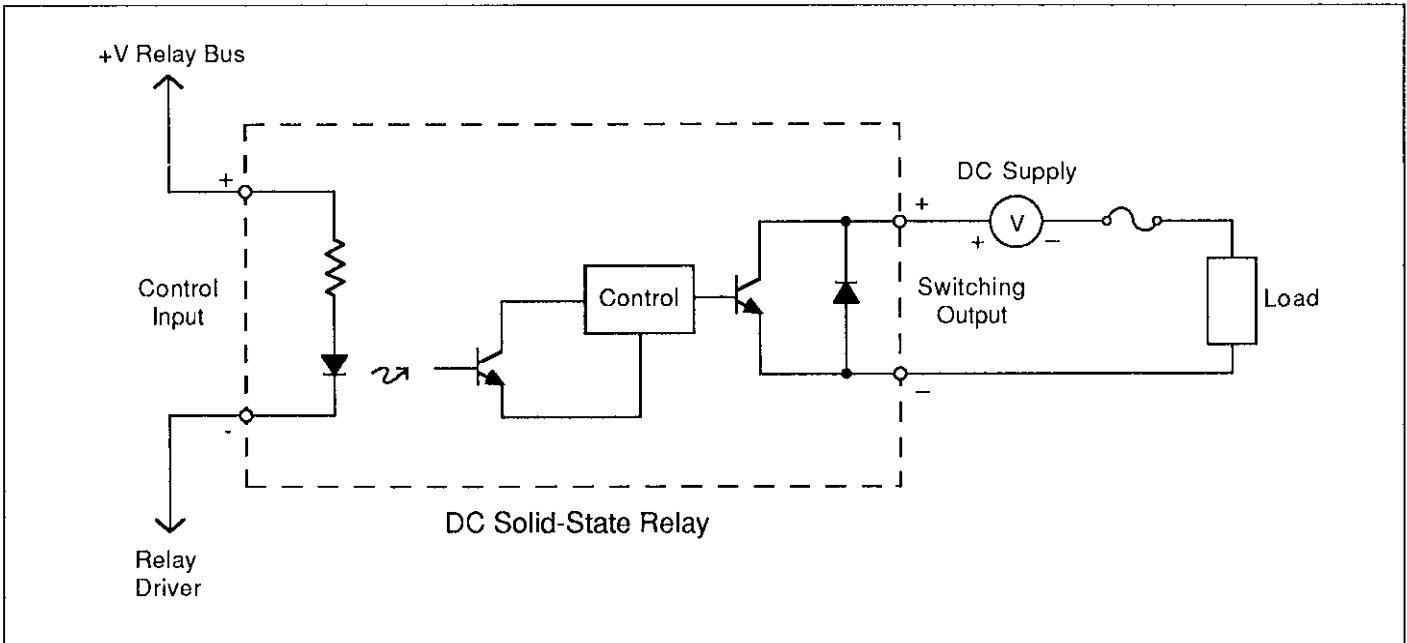 +V Relay Bus
+
Control
Input
-
Relay
Driver
Control
DC Solid-State Relay
+
Switching
Output
−
DC Supply
+
V
−
Load